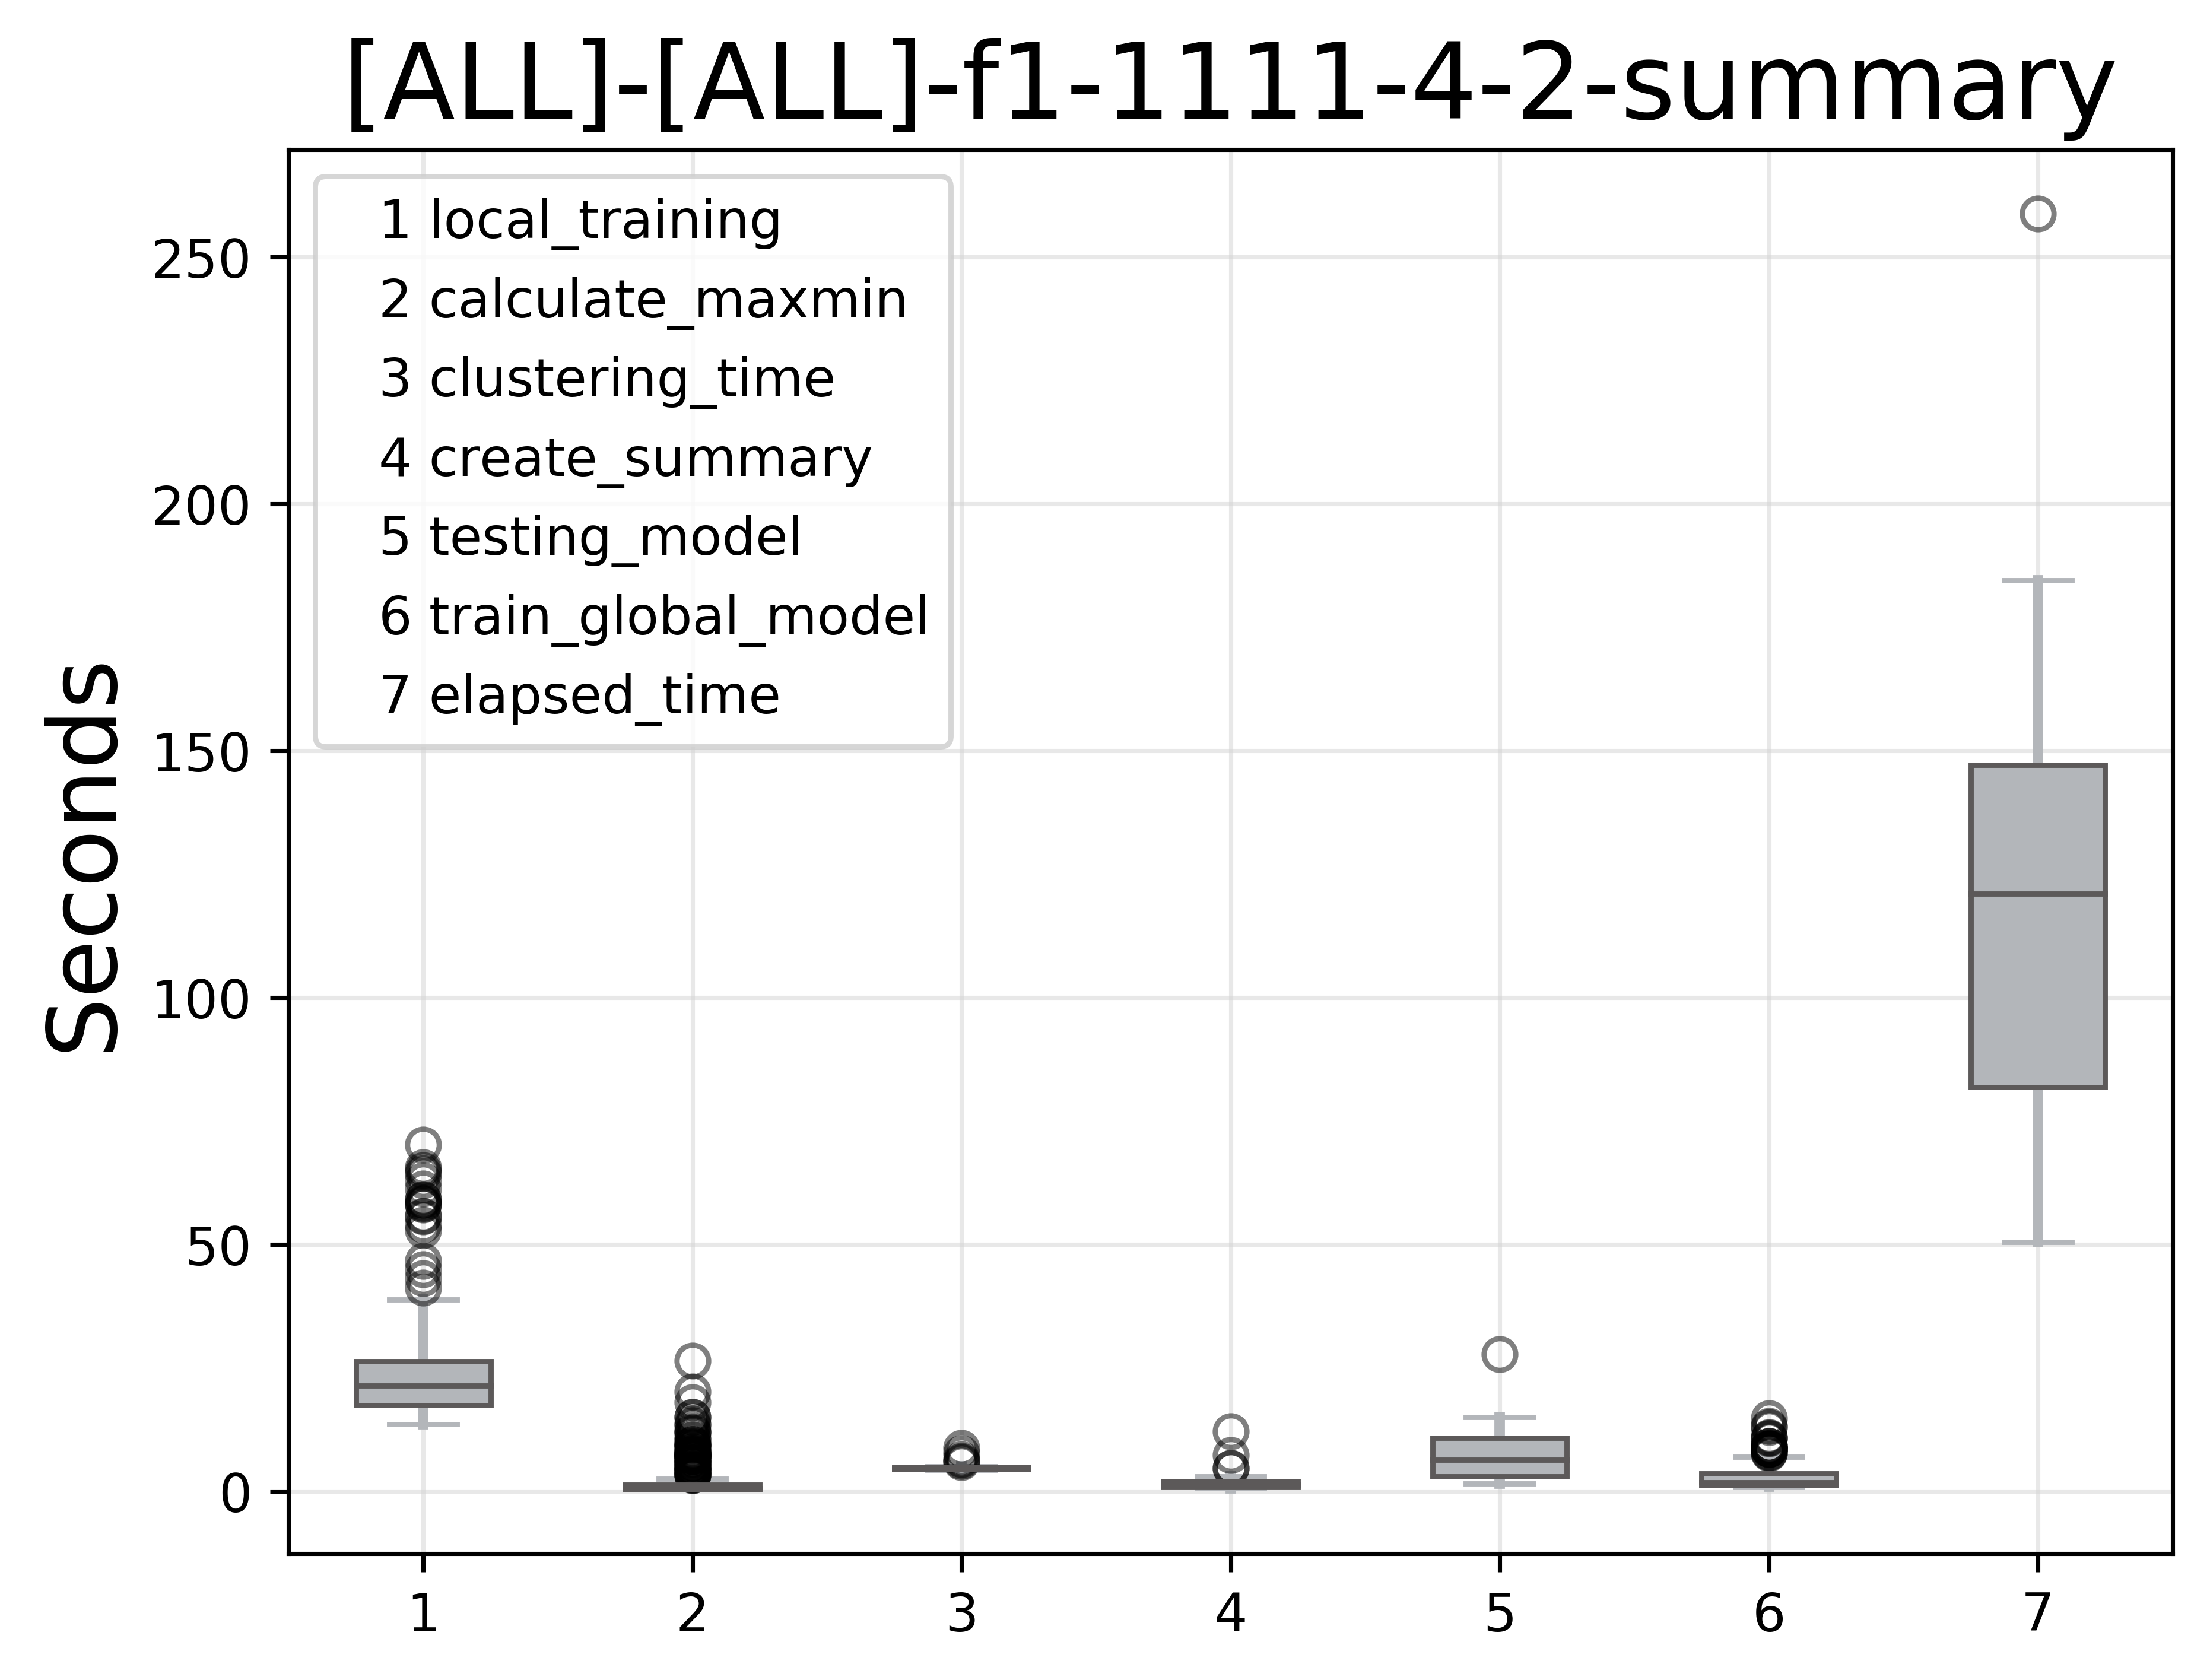 [ALL]-[ALL]-f1-1111-4-2-summary
1 local_training
2 calculate_maxmin
3 clustering_time
4 create_summary
5 testing_model
6 train_global_model
7 elapsed_time
Seconds
250
200
150
100
50
0
1 2 3 4 5 6 7